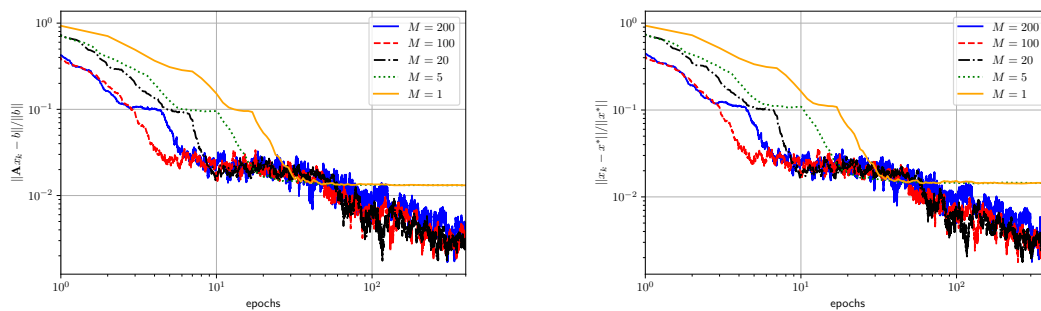 ||Ax_k − b||/||b||
10^0
10^{-1}
10^{-2}
10^0
10^1
10^2
epochs
M = 200
M = 100
M = 20
M = 5
M = 1
||x_k − x*||/||x*||
10^0
10^{-1}
10^{-2}
10^0
10^1
10^2
epochs
M = 200
M = 100
M = 20
M = 5
M = 1